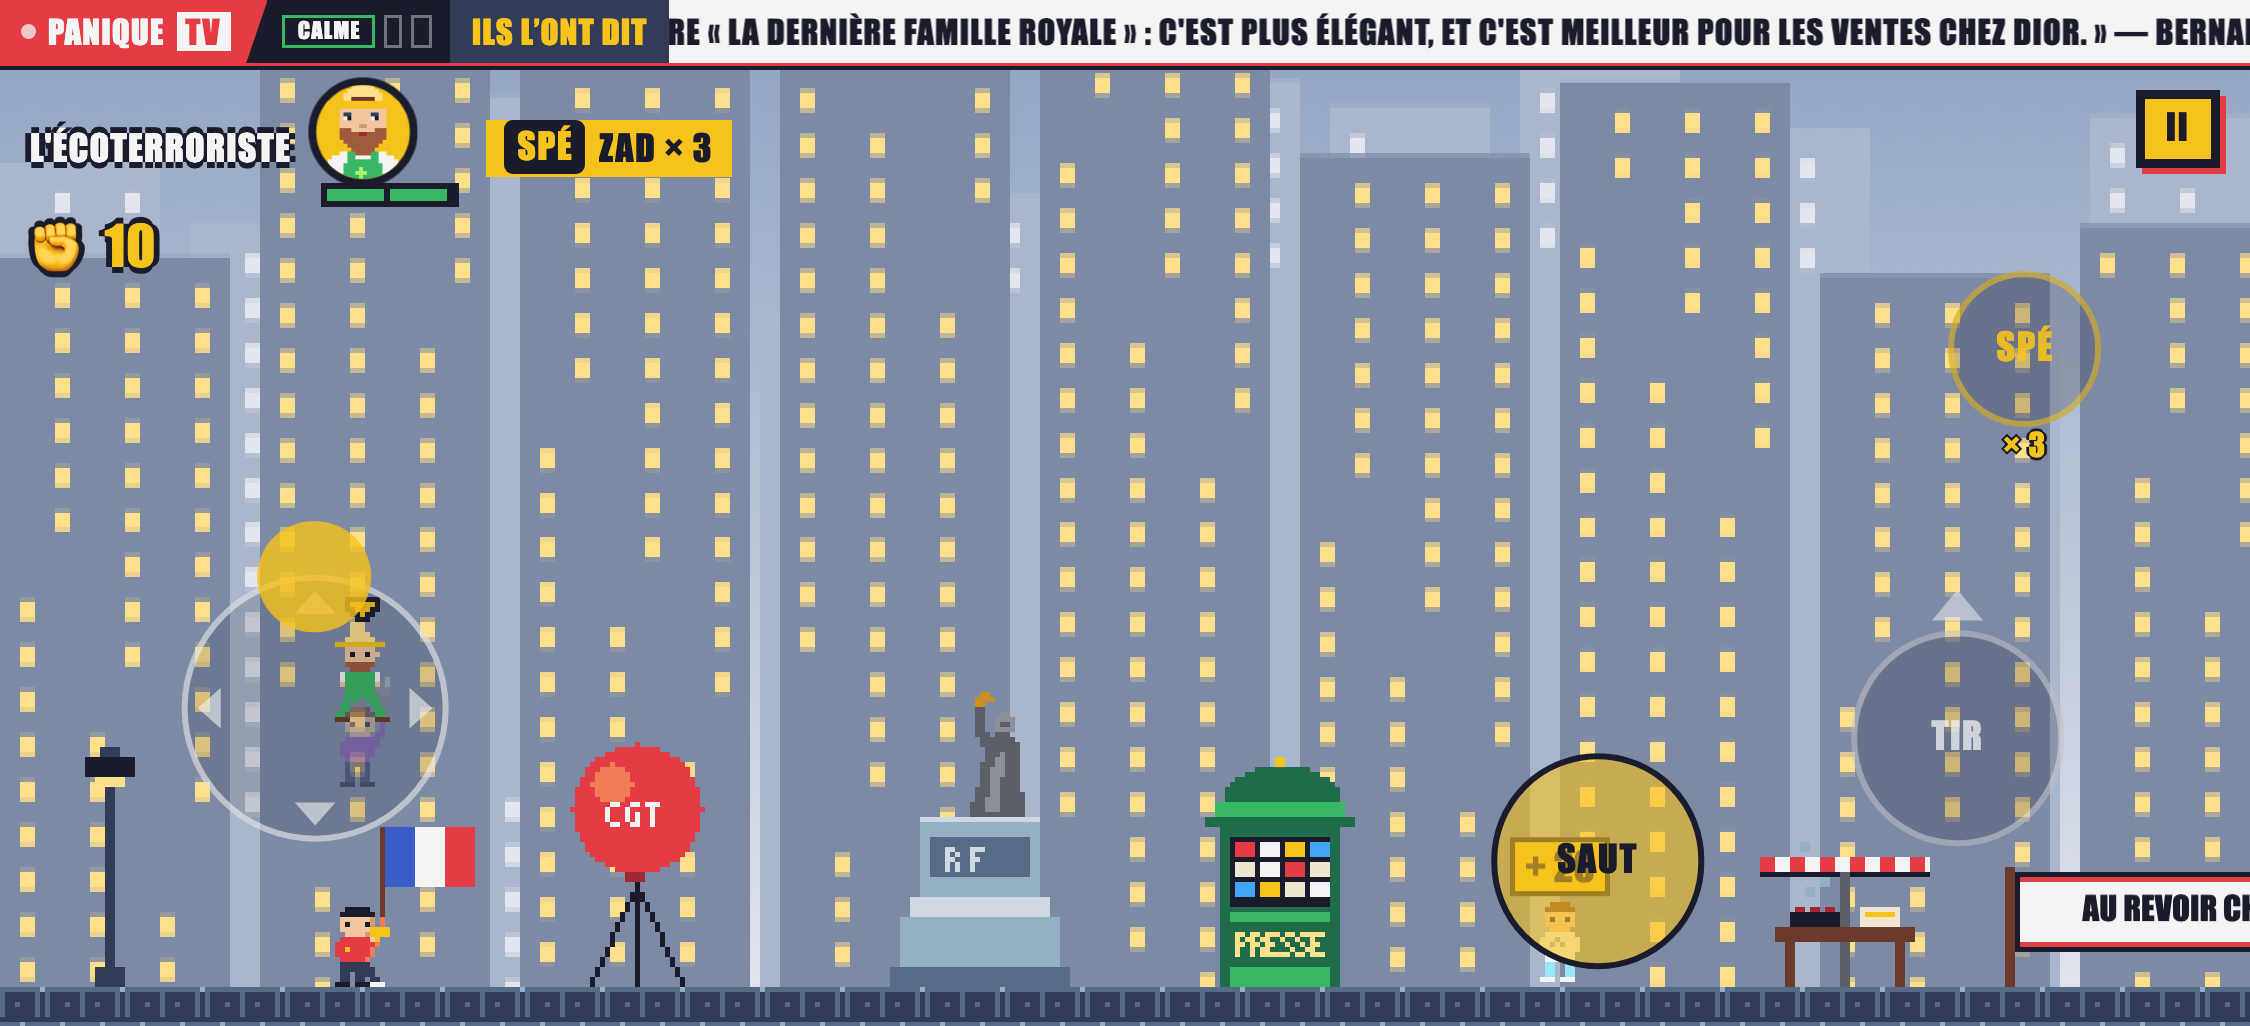 PANIQUE TV
CALME
ILS L'ONT DIT
RE « LA DERNIÈRE FAMILLE ROYALE » : C'EST PLUS ÉLÉGANT, ET C'EST MEILLEUR POUR LES VENTES CHEZ DIOR. » — BERNA
L'ÉCOTERRORISTE
SPÉ ZAD × 3
10
SPÉ
× 3
TIR
CGT
RF
PRESSE
SAUT
AU REVOIR CH